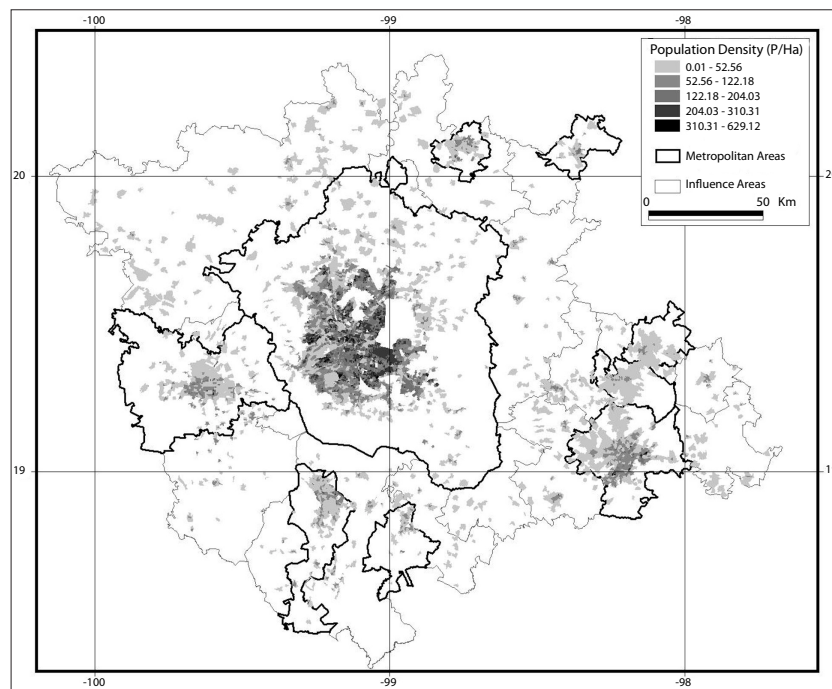 -100 -99 -98
Population Density (P/Ha)
0.01 - 52.56
52.56 - 122.18
122.18 - 204.03
204.03 - 310.31
310.31 - 629.12
Metropolitan Areas
Influence Areas
0 50 Km
20 2
19 1
-100 -99 -98